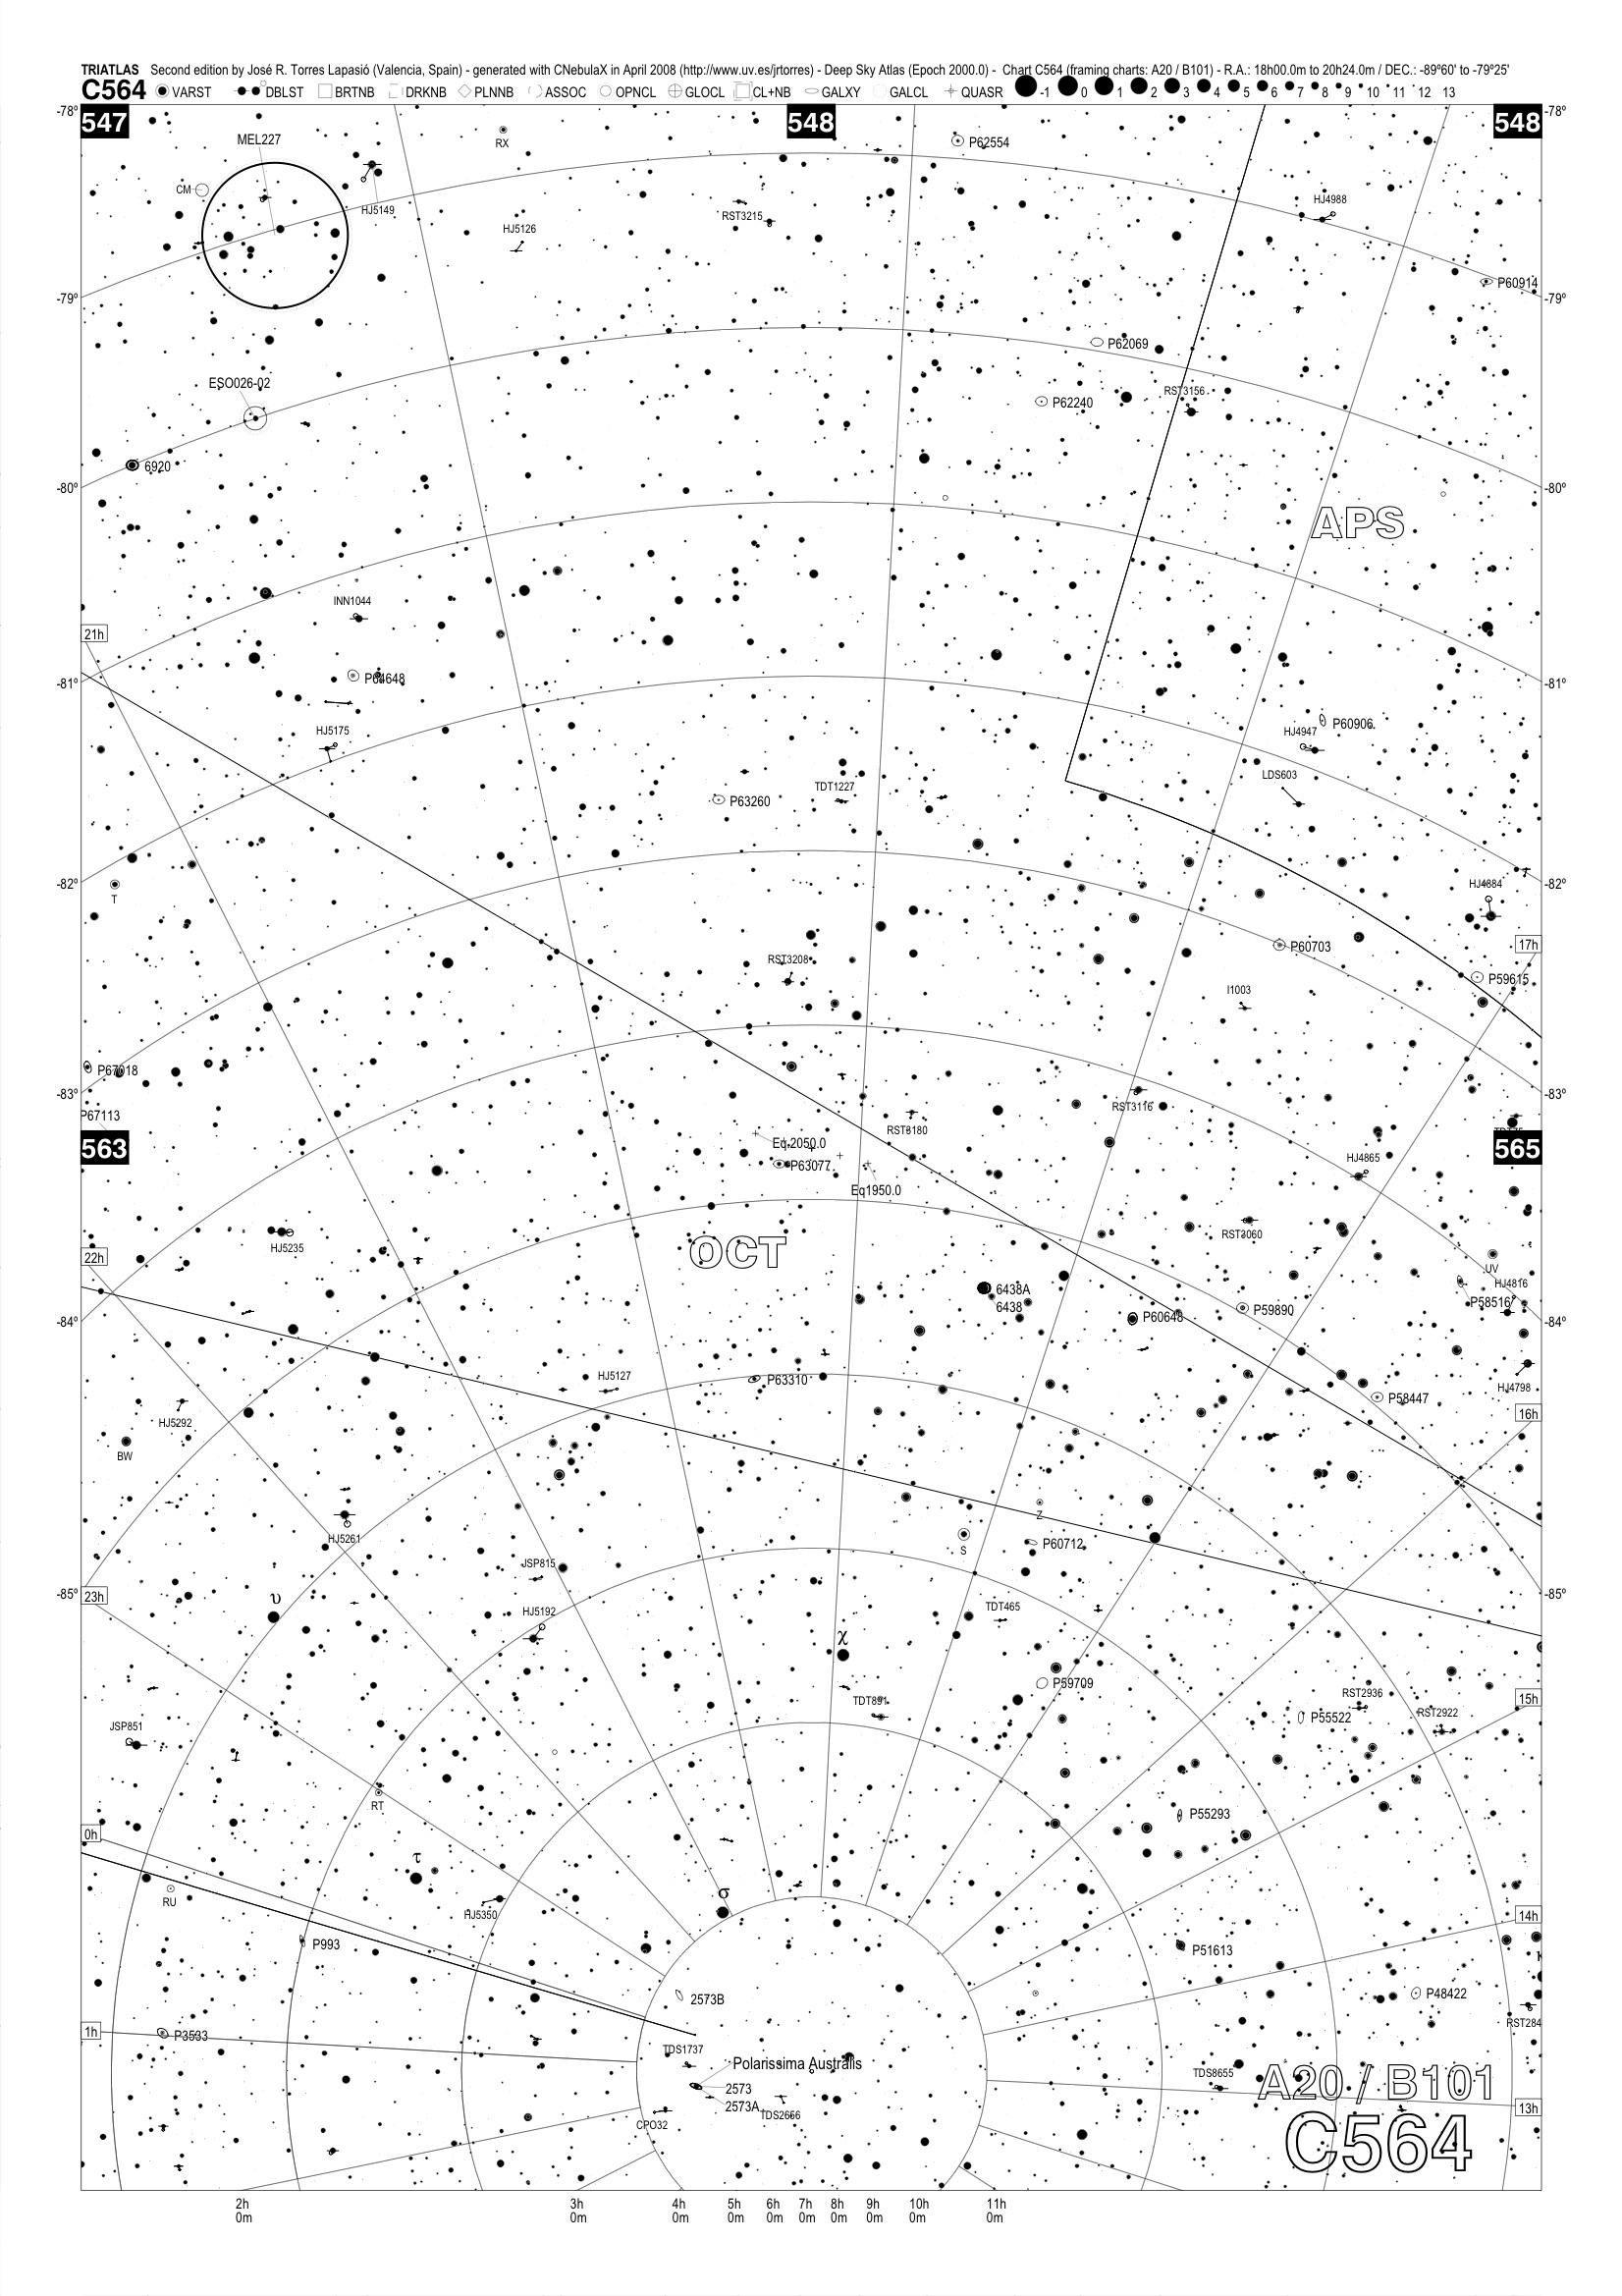 TRIATLAS Second edition by José R. Torres Lapasió (Valencia, Spain) - generated with CNebulaX in April 2008 (http://www.uv.es/jrtorres) - Deep Sky Atlas (Epoch 2000.0) - Chart C564 (framing charts: A20 / B101) - R.A.: 18h00.0m to 20h24.0m / DEC.: -89º60' to -79º25'
C564 VARST DBLST BRTNB DRKNB PLNNB ASSOC OPNCL GLOCL CL+NB GALXY GALCL QUASR -1 0 1 2 3 4 5 6 7 8 9 10 11 12 13
-78º -78º
547 548 548
MEL227
RX
P62554
CM
HJ5149
HJ5126
RST3215
HJ4988
P60914
-79º -79º
P62069
ESO026-02
P62240
RST3156
6920
-80º -80º
APS
INN1044
21h
P64648
-81º -81º
HJ5175
P60906
HJ4947
LDS603
TDT1227
P63260
-82º -82º
HJ4884
T
17h
P60703
RST3208
P59615
I1003
P67018
-83º -83º
P67113
RST3116
RST8180
563 565
Eq2050.0
P63077
HJ4865
Eq1950.0
RST3060
HJ5235
OCT
22h
UV
HJ4816
6438A
P58516
6438
P59890
P60648
-84º -84º
HJ5127
P63310
HJ4798
P58447
16h
HJ5292
BW
Z
HJ5261
S
P60712
JSP815
-85º -85º
23h
υ
TDT465
HJ5192
χ
P59709
RST2936
15h
TDT891
P55522
RST2922
JSP851
RT
P55293
0h
τ
σ
RU
HJ5350
14h
P993
P51613
2573B
P48422
RST284
1h
P3533
TDS1737
Polarissima Australis
TDS8655
A20 / B101
2573
2573A
TDS2666
CPO32
13h
C564
2h 3h 4h 5h 6h 7h 8h 9h 10h 11h
0m 0m 0m 0m 0m 0m 0m 0m 0m 0m